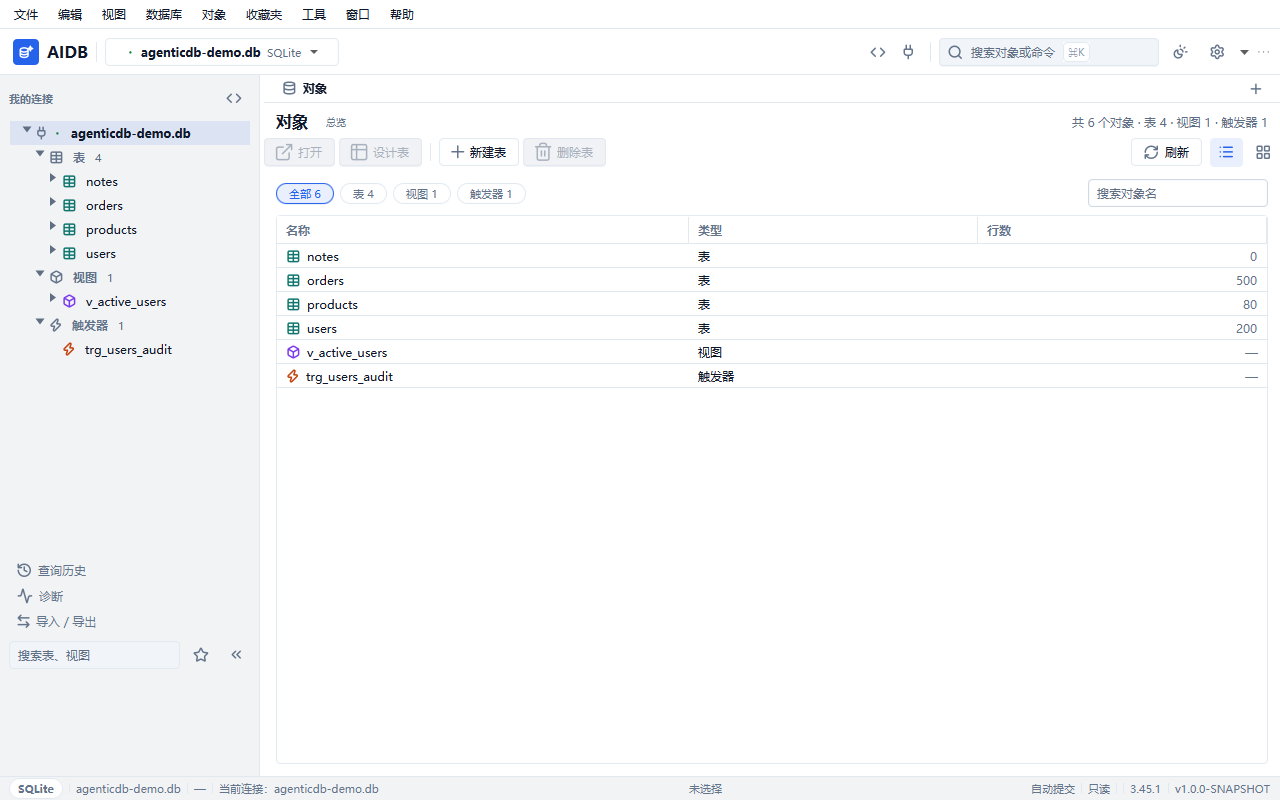 文件 编辑 视图 数据库 对象 收藏夹 工具 窗口 帮助
AIDB · agenticdb-demo.db SQLite 搜索对象或命令 ⌘K
我的连接
· agenticdb-demo.db
表 4
notes
orders
products
users
视图 1
v_active_users
触发器 1
trg_users_audit
查询历史
诊断
导入 / 导出
搜索表、视图
对象
对象 总览 共 6 个对象 · 表 4 · 视图 1 · 触发器 1
打开 设计表 新建表 删除表 刷新
全部 6 表 4 视图 1 触发器 1 搜索对象名
名称 类型 行数
notes 表 0
orders 表 500
products 表 80
users 表 200
v_active_users 视图 —
trg_users_audit 触发器 —
SQLite agenticdb-demo.db — 当前连接: agenticdb-demo.db 未选择 自动提交 只读 3.45.1 v1.0.0-SNAPSHOT